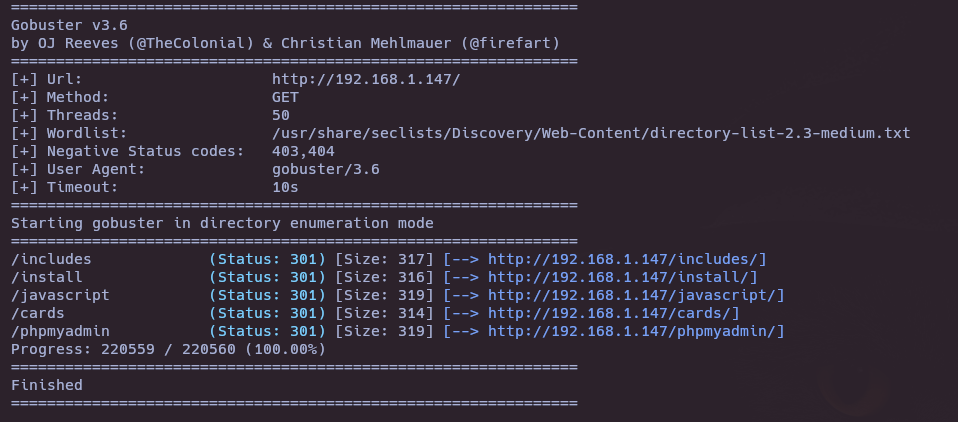 ===============================================================
Gobuster v3.6
by OJ Reeves (@TheColonial) & Christian Mehlmauer (@firefart)
===============================================================
[+] Url:                     http://192.168.1.147/
[+] Method:                  GET
[+] Threads:                 50
[+] Wordlist:                /usr/share/seclists/Discovery/Web-Content/directory-list-2.3-medium.txt
[+] Negative Status codes:   403,404
[+] User Agent:              gobuster/3.6
[+] Timeout:                 10s
===============================================================
Starting gobuster in directory enumeration mode
===============================================================
/includes             (Status: 301) [Size: 317] [--> http://192.168.1.147/includes/]
/install              (Status: 301) [Size: 316] [--> http://192.168.1.147/install/]
/javascript           (Status: 301) [Size: 319] [--> http://192.168.1.147/javascript/]
/cards                (Status: 301) [Size: 314] [--> http://192.168.1.147/cards/]
/phpmyadmin           (Status: 301) [Size: 319] [--> http://192.168.1.147/phpmyadmin/]
Progress: 220559 / 220560 (100.00%)
===============================================================
Finished
===============================================================